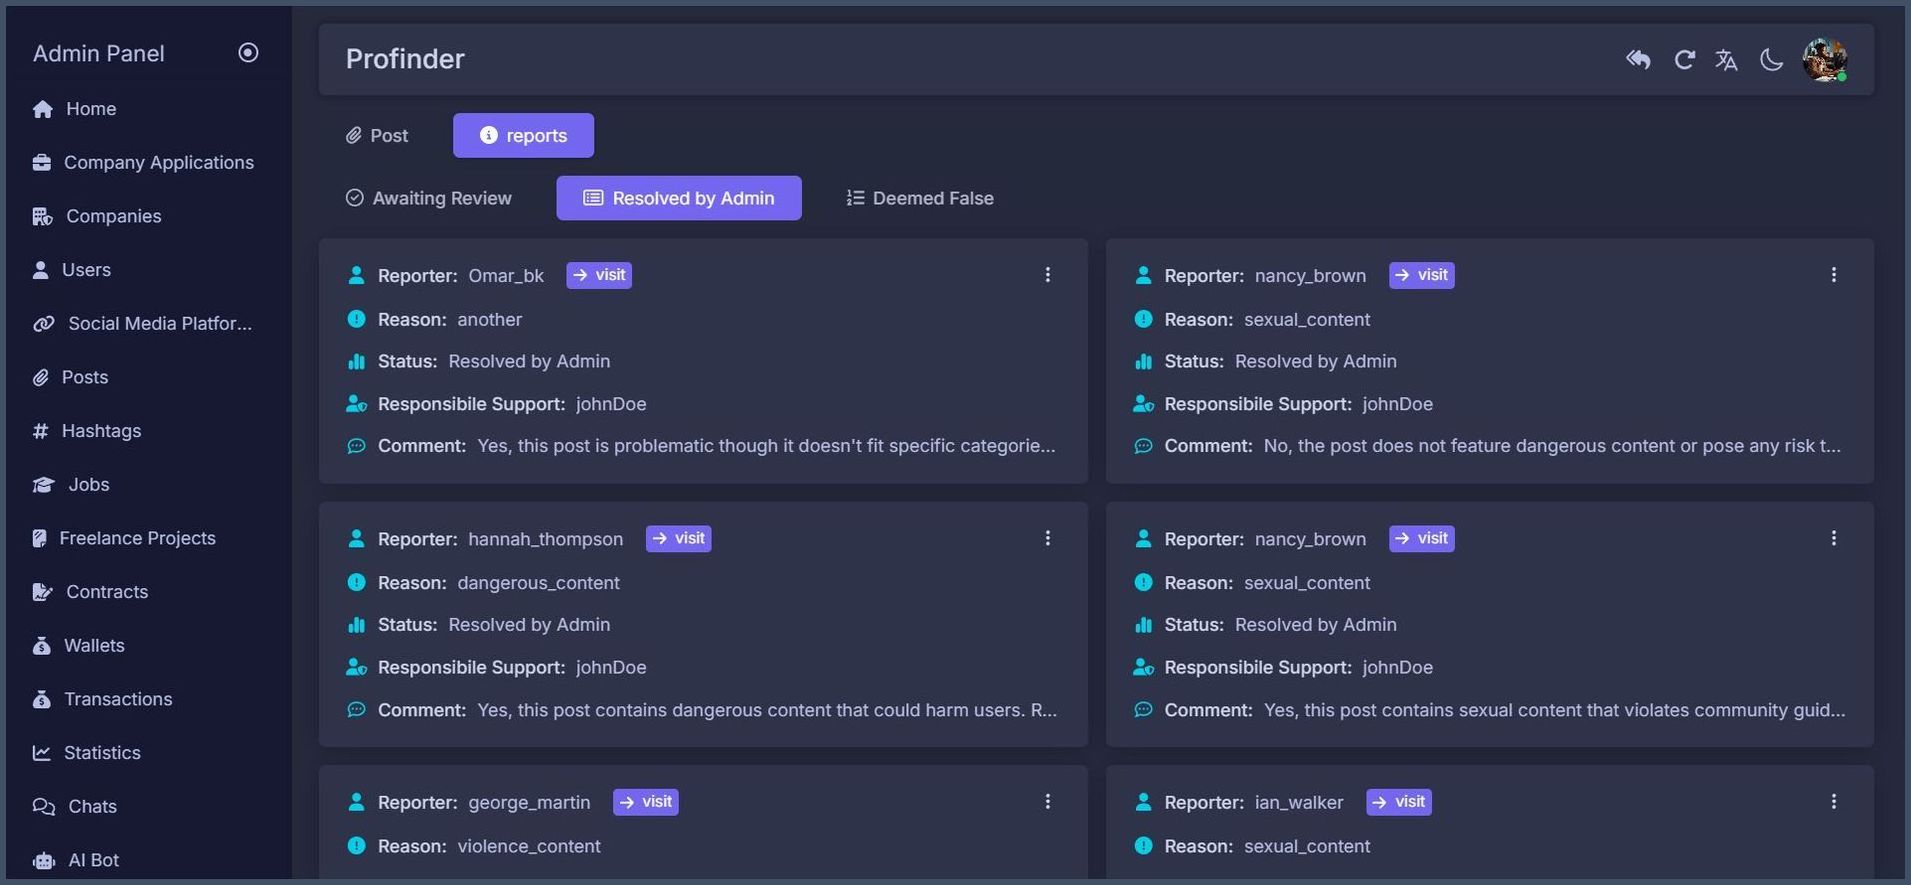 Admin Panel
Home
Company Applications
Companies
Users
Social Media Platfor...
Posts
Hashtags
Jobs
Freelance Projects
Contracts
Wallets
Transactions
Statistics
Chats
AI Bot
Profinder
Post
reports
Awaiting Review
Resolved by Admin
Deemed False
Reporter: Omar_bk visit
Reason: another
Status: Resolved by Admin
Responsibile Support: johnDoe
Comment: Yes, this post is problematic though it doesn't fit specific categorie...
Reporter: nancy_brown visit
Reason: sexual_content
Status: Resolved by Admin
Responsibile Support: johnDoe
Comment: No, the post does not feature dangerous content or pose any risk t...
Reporter: hannah_thompson visit
Reason: dangerous_content
Status: Resolved by Admin
Responsibile Support: johnDoe
Comment: Yes, this post contains dangerous content that could harm users. R...
Reporter: nancy_brown visit
Reason: sexual_content
Status: Resolved by Admin
Responsibile Support: johnDoe
Comment: Yes, this post contains sexual content that violates community guid...
Reporter: george_martin visit
Reason: violence_content
Reporter: ian_walker visit
Reason: sexual_content